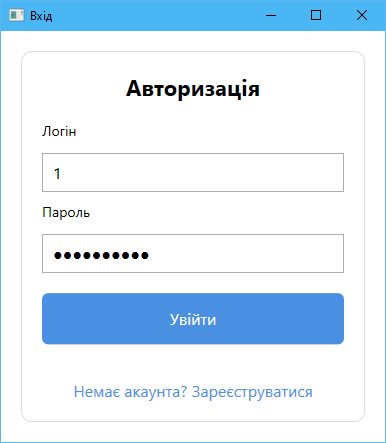 Вхід
Авторизація
Логін
1
Пароль
●●●●●●●●●●
Увійти
Немає акаунта? Зареєструватися